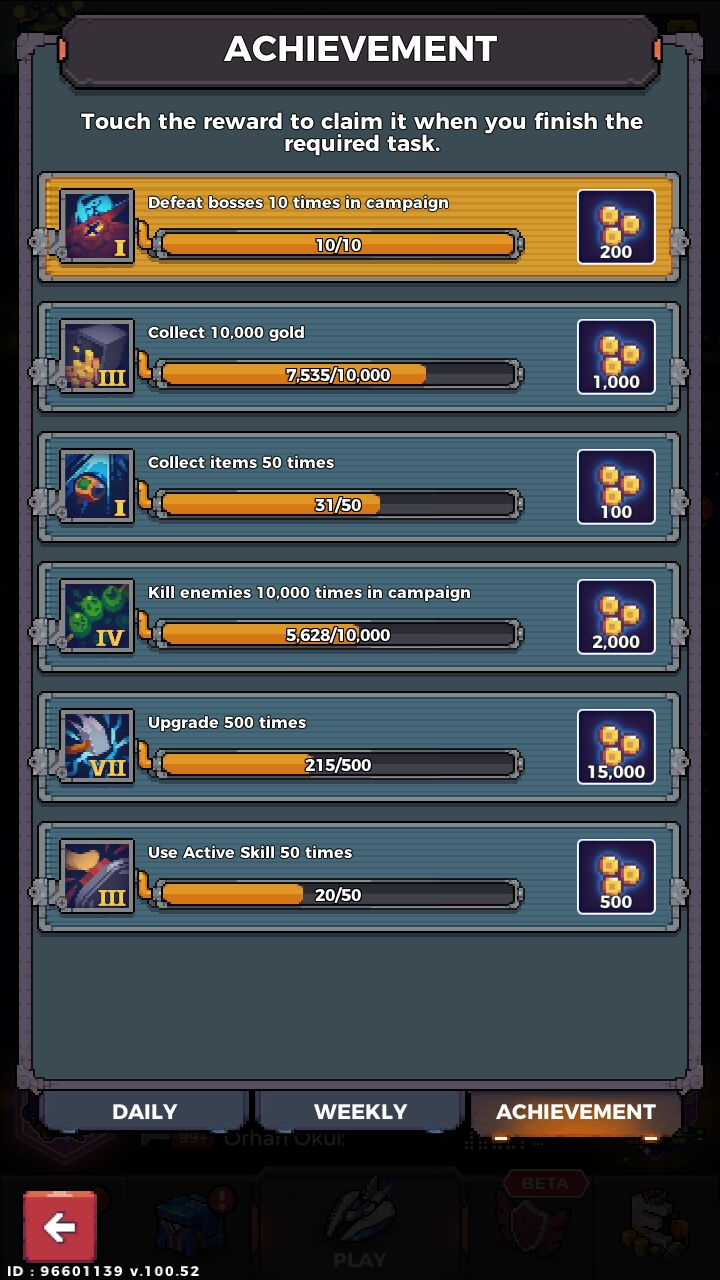 ACHIEVEMENT
Touch the reward to claim it when you finish the
required task.
Defeat bosses 10 times in campaign
I
10/10
200
Collect 10,000 gold
III
7,535/10,000
1,000
Collect items 50 times
I
31/50
100
Kill enemies 10,000 times in campaign
IV
5,628/10,000
2,000
Upgrade 500 times
VII
215/500
15,000
Use Active Skill 50 times
III
20/50
500
DAILY WEEKLY ACHIEVEMENT
99+ Orhan Okul:
BETA
PLAY
ID : 96601139 v.100.52